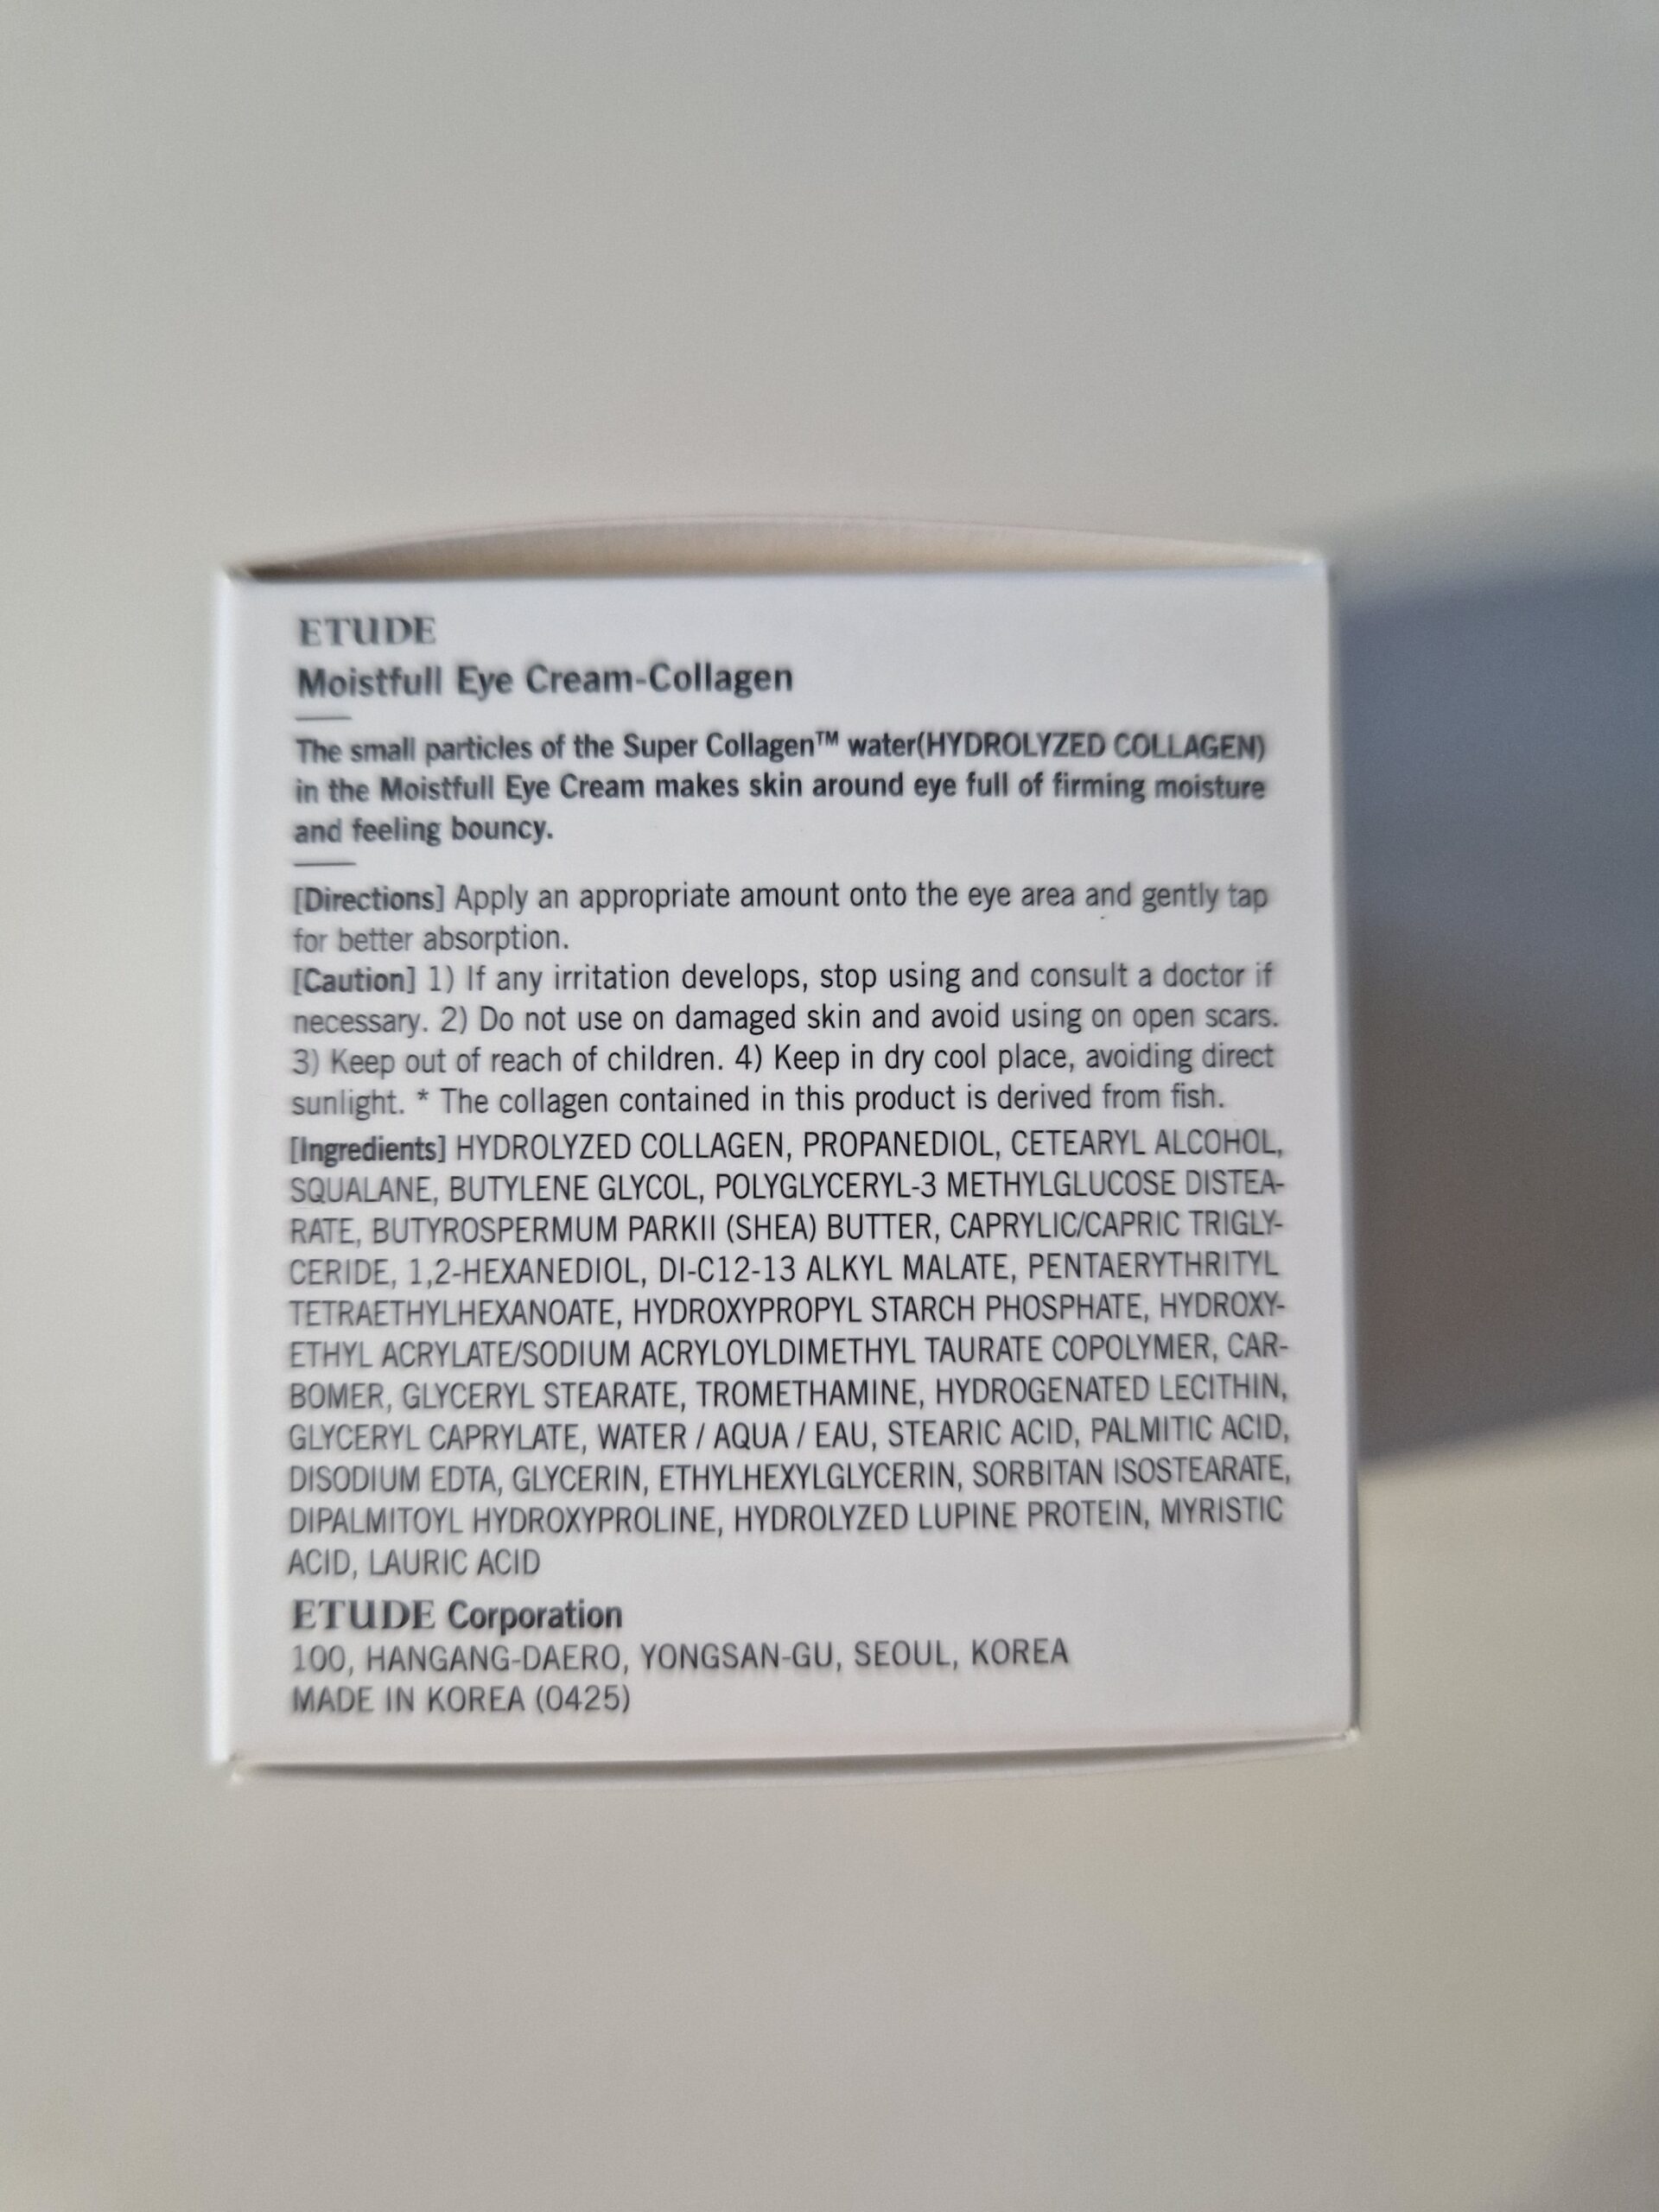 ETUDE
Moistfull Eye Cream-Collagen
The small particles of the Super Collagen™ water(HYDROLYZED COLLAGEN)
in the Moistfull Eye Cream makes skin around eye full of firming moisture
and feeling bouncy.
[Directions] Apply an appropriate amount onto the eye area and gently tap
for better absorption.
[Caution] 1) If any irritation develops, stop using and consult a doctor if
necessary. 2) Do not use on damaged skin and avoid using on open scars.
3) Keep out of reach of children. 4) Keep in dry cool place, avoiding direct
sunlight. * The collagen contained in this product is derived from fish.
[Ingredients] HYDROLYZED COLLAGEN, PROPANEDIOL, CETEARYL ALCOHOL,
SQUALANE, BUTYLENE GLYCOL, POLYGLYCERYL-3 METHYLGLUCOSE DISTEA-
RATE, BUTYROSPERMUM PARKII (SHEA) BUTTER, CAPRYLIC/CAPRIC TRIGLY-
CERIDE, 1,2-HEXANEDIOL, DI-C12-13 ALKYL MALATE, PENTAERYTHRITYL
TETRAETHYLHEXANOATE, HYDROXYPROPYL STARCH PHOSPHATE, HYDROXY-
ETHYL ACRYLATE/SODIUM ACRYLOYLDIMETHYL TAURATE COPOLYMER, CAR-
BOMER, GLYCERYL STEARATE, TROMETHAMINE, HYDROGENATED LECITHIN,
GLYCERYL CAPRYLATE, WATER / AQUA / EAU, STEARIC ACID, PALMITIC ACID,
DISODIUM EDTA, GLYCERIN, ETHYLHEXYLGLYCERIN, SORBITAN ISOSTEARATE,
DIPALMITOYL HYDROXYPROLINE, HYDROLYZED LUPINE PROTEIN, MYRISTIC
ACID, LAURIC ACID
ETUDE Corporation
100, HANGANG-DAERO, YONGSAN-GU, SEOUL, KOREA
MADE IN KOREA (0425)